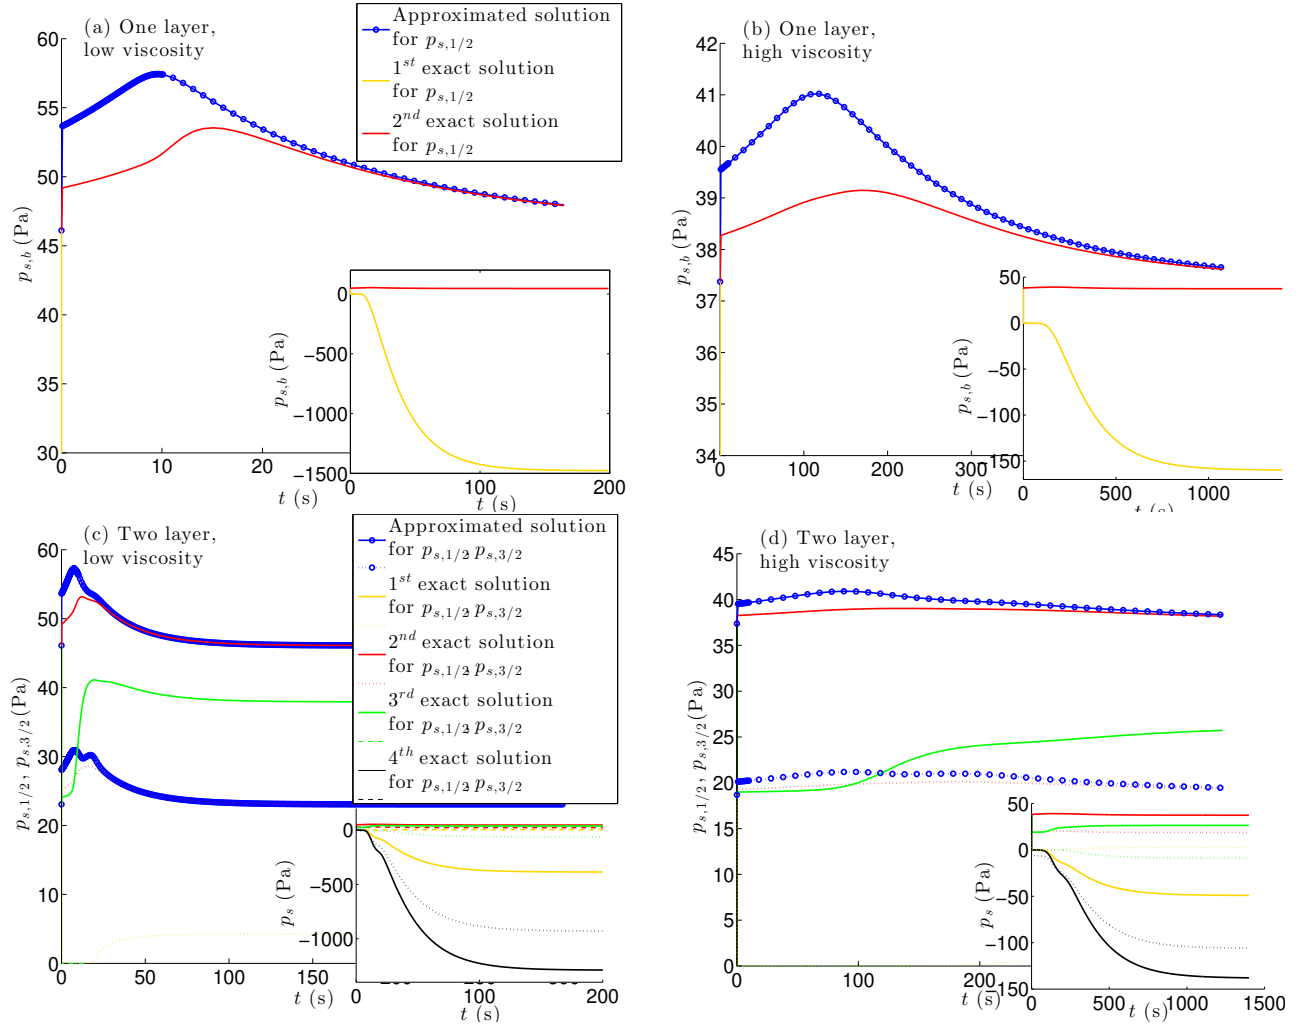 (a) One layer,
low viscosity
60
55
50
45
40
35
30
p_{s,b} (Pa)
0
10
20
t (s)
Approximated solution
for p_{s,1/2}
1^{st} exact solution
for p_{s,1/2}
2^{nd} exact solution
for p_{s,1/2}
0
−500
−1000
−1500
p_{s,b} (Pa)
0
100
200
t (s)
(b) One layer,
high viscosity
42
41
40
39
38
37
36
35
34
p_{s,b} (Pa)
0
100
200
300
t (s)
50
0
−50
−100
−150
p_{s,b} (Pa)
0
500
1000
t (s)
(c) Two layer,
low viscosity
60
50
40
30
20
10
0
p_{s,1/2}, p_{s,3/2} (Pa)
0
50
100
150
t (s)
Approximated solution
for p_{s,1/2}, p_{s,3/2}
1^{st} exact solution
for p_{s,1/2}, p_{s,3/2}
2^{nd} exact solution
for p_{s,1/2}, p_{s,3/2}
3^{rd} exact solution
for p_{s,1/2}, p_{s,3/2}
4^{th} exact solution
for p_{s,1/2}, p_{s,3/2}
0
−500
−1000
p_s (Pa)
0
100
200
t (s)
(d) Two layer,
high viscosity
45
40
35
30
25
20
15
10
5
0
p_{s,1/2}, p_{s,3/2} (Pa)
0
200
t (s)
50
0
−50
−100
−150
p_s (Pa)
0
500
1000
1500
t (s)